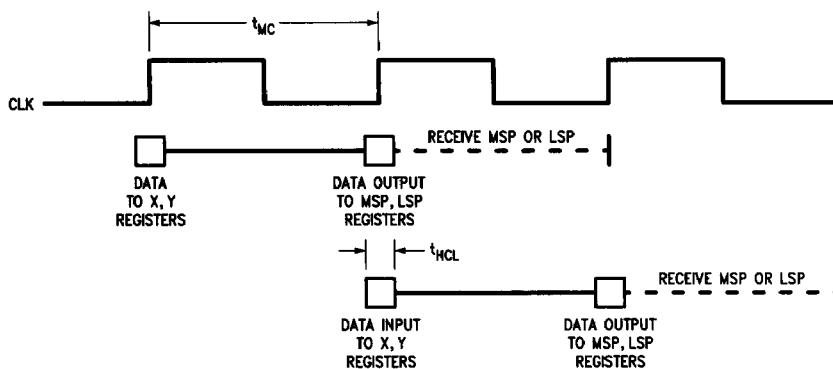 tMC
CLK
RECEIVE MSP OR LSP
DATA
TO X, Y
REGISTERS
DATA OUTPUT
TO MSP, LSP
REGISTERS
tHCL
RECEIVE MSP OR LSP
DATA INPUT
TO X, Y
REGISTERS
DATA OUTPUT
TO MSP, LSP
REGISTERS